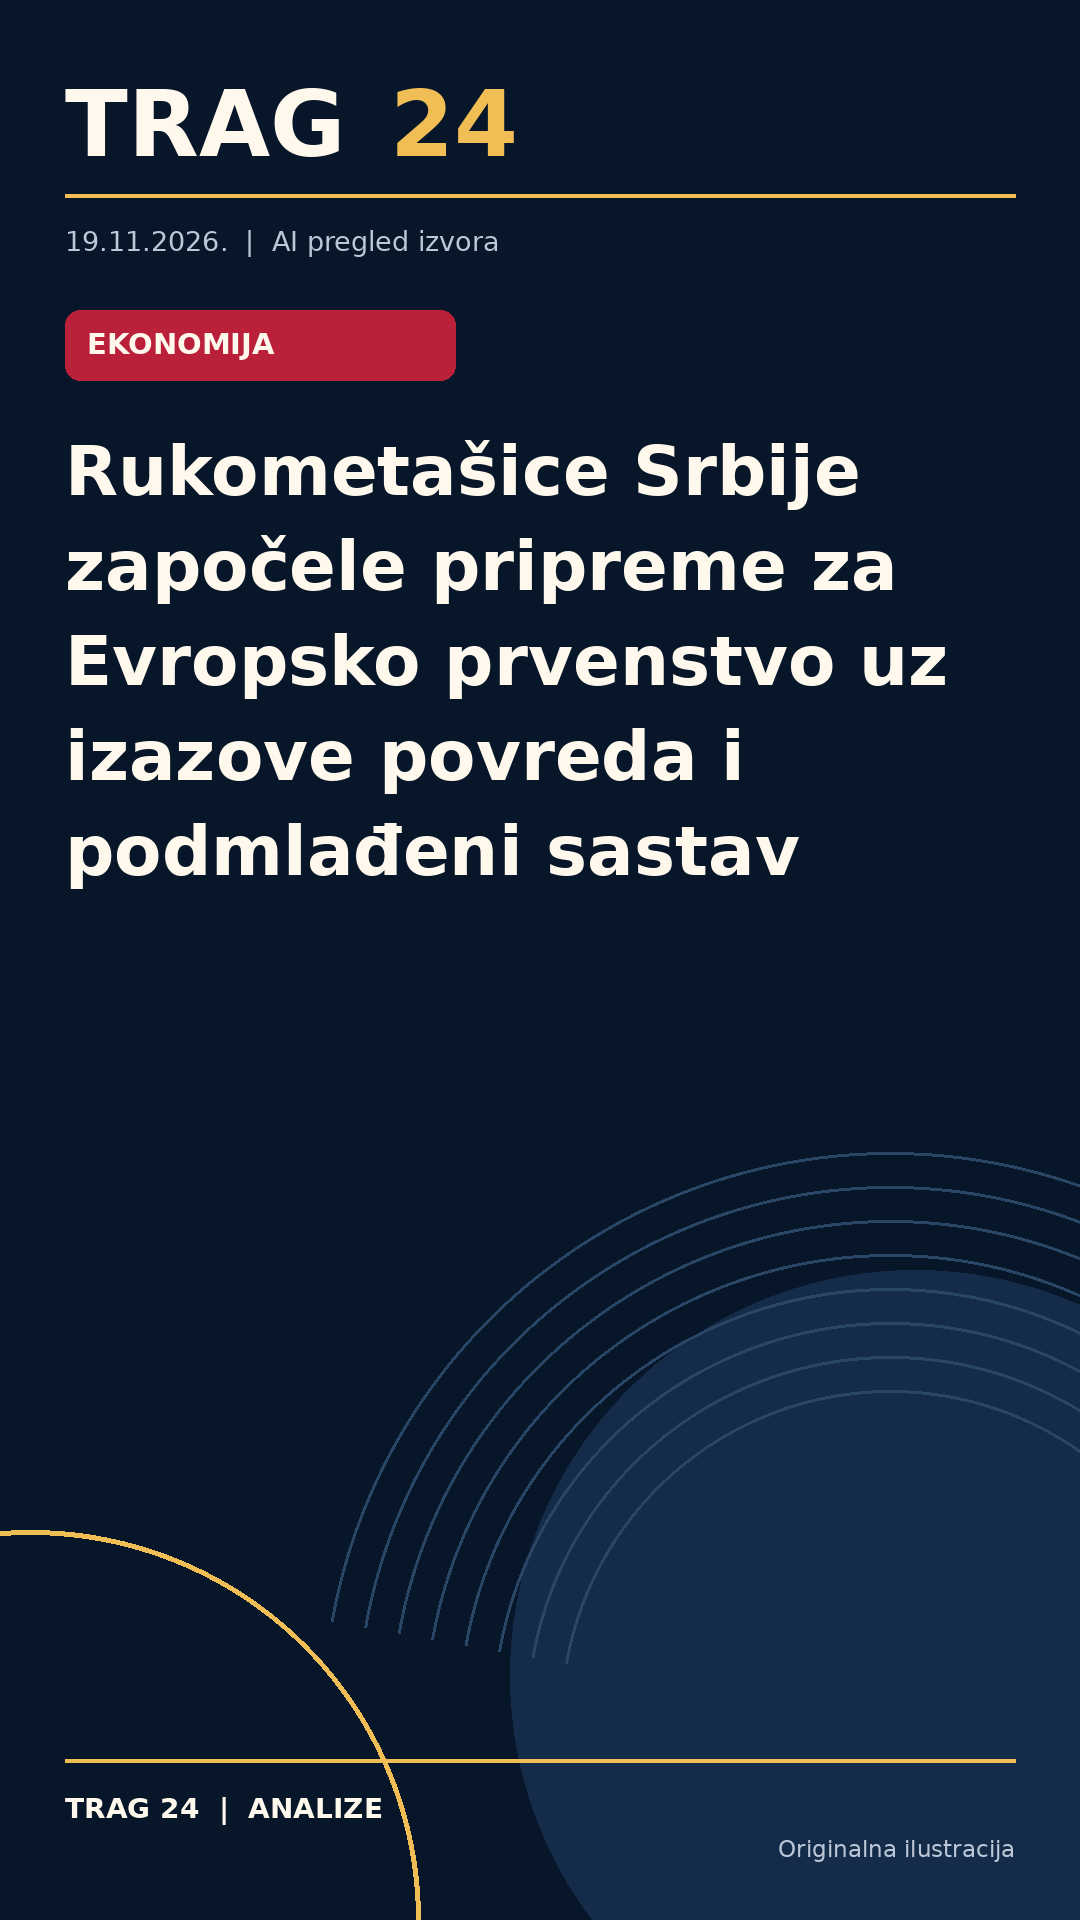 TRAG 24
19.11.2026. | AI pregled izvora
EKONOMIJA
Rukometašice Srbije
započele pripreme za
Evropsko prvenstvo uz
izazove povreda i
podmlađeni sastav
TRAG 24 | ANALIZE
Originalna ilustracija